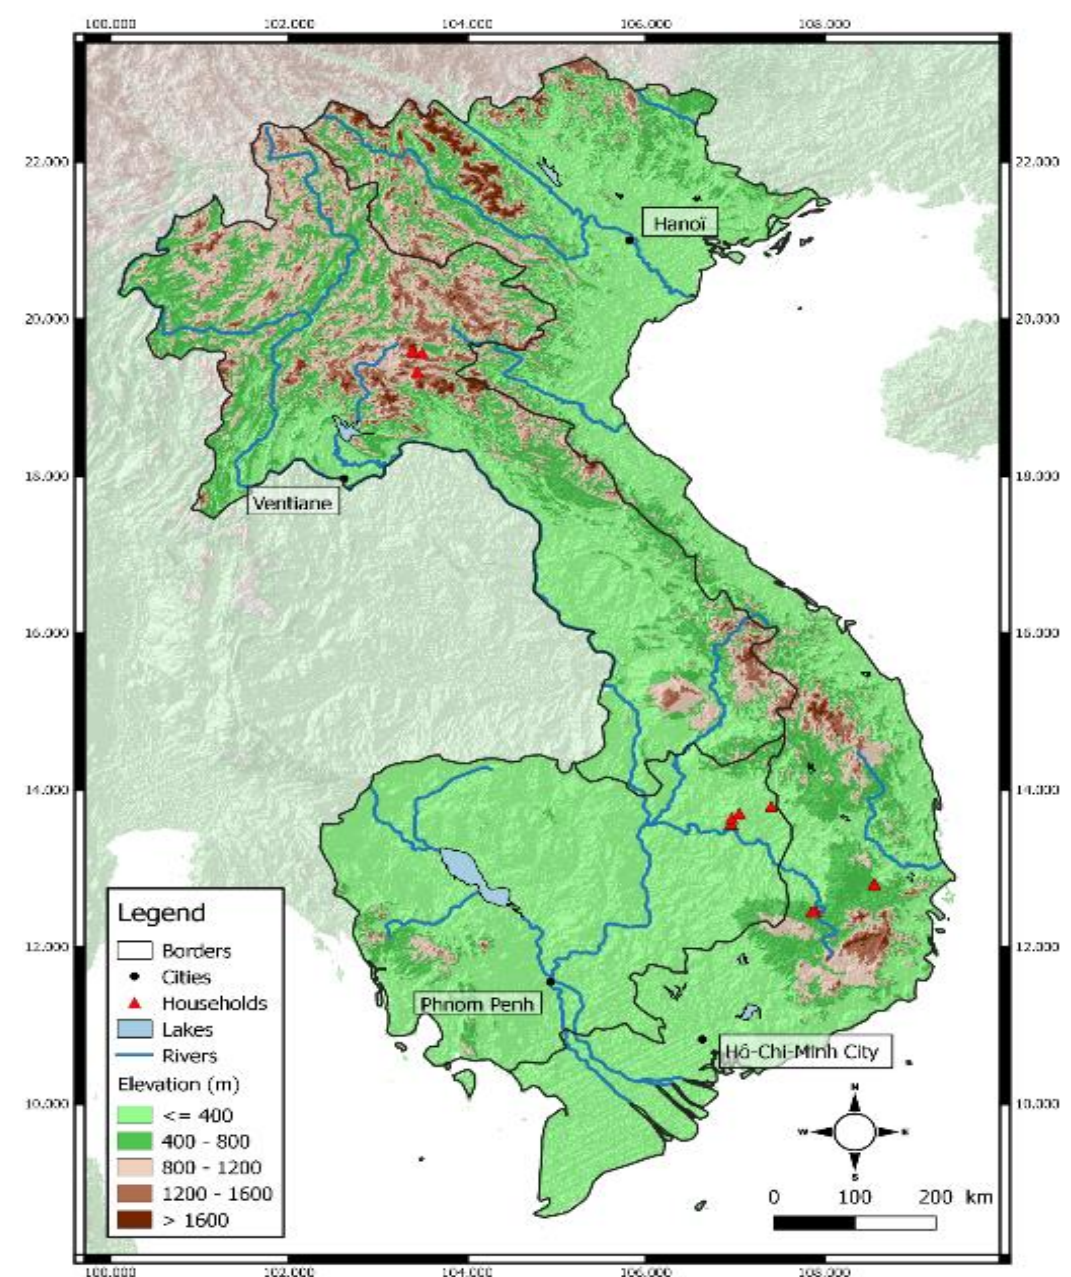 100.000 102.000 104.000 106.000 108.000
22.000 22.000
Hanoï
20.000 20.000
18.000 18.000
Ventiane
16.000 16.000
14.000 14.000
Legend
Borders
12.000 12.000
Cities
Households
Phnom Penh
Lakes
Rivers
Hô-Chi-Minh City
Elevation (m)
N
10.000 10.000
<= 400
W E
400 - 800
800 - 1200
S
1200 - 1600
0 100 200 km
> 1600
100.000 102.000 104.000 106.000 108.000